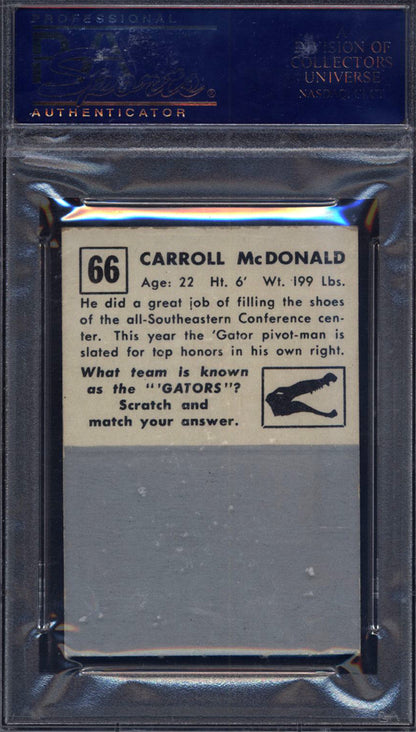 PROFESSIONAL
PSA
Sports
AUTHENTICATOR
A
DIVISION OF
COLLECTORS
UNIVERSE
66
CARROLL McDONALD
Age: 22 Ht. 6' Wt. 199 Lbs.
He did a great job of filling the shoes
of the all-Southeastern Conference cen-
ter. This year the 'Gator pivot-man is
slated for top honors in his own right.
What team is known
as the "'GATORS"?
Scratch and
match your answer.